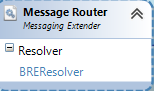 Message Router
Messaging Extender
Resolver
BREResolver